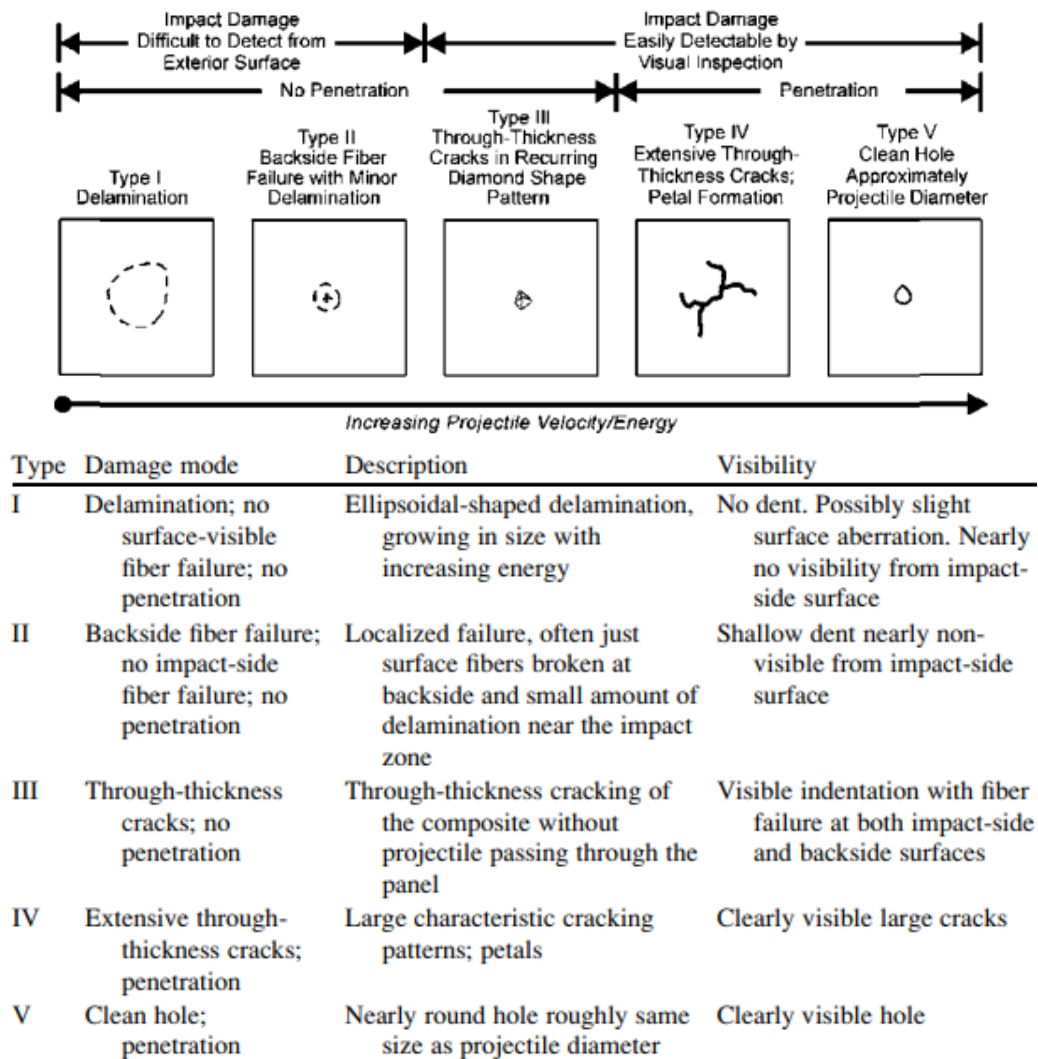 Impact Damage
Difficult to Detect from
Exterior Surface
Impact Damage
Easily Detectable by
Visual Inspection
No Penetration
Penetration
Type I
Delamination
Type II
Backside Fiber
Failure with Minor
Delamination
Type III
Through-Thickness
Cracks in Recurring
Diamond Shape
Pattern
Type IV
Extensive Through-
Thickness Cracks;
Petal Formation
Type V
Clean Hole
Approximately
Projectile Diameter
Increasing Projectile Velocity/Energy
Type Damage mode Description Visibility
I Delamination; no Ellipsoidal-shaped delamination, No dent. Possibly slight
surface-visible growing in size with surface aberration. Nearly
fiber failure; no increasing energy no visibility from impact-
penetration side surface
II Backside fiber failure; Localized failure, often just Shallow dent nearly non-
no impact-side surface fibers broken at visible from impact-side
fiber failure; no backside and small amount of surface
penetration delamination near the impact
zone
III Through-thickness Through-thickness cracking of Visible indentation with fiber
cracks; no the composite without failure at both impact-side
penetration projectile passing through the and backside surfaces
panel
IV Extensive through- Large characteristic cracking Clearly visible large cracks
thickness cracks; patterns; petals
penetration
V Clean hole; Nearly round hole roughly same Clearly visible hole
penetration size as projectile diameter